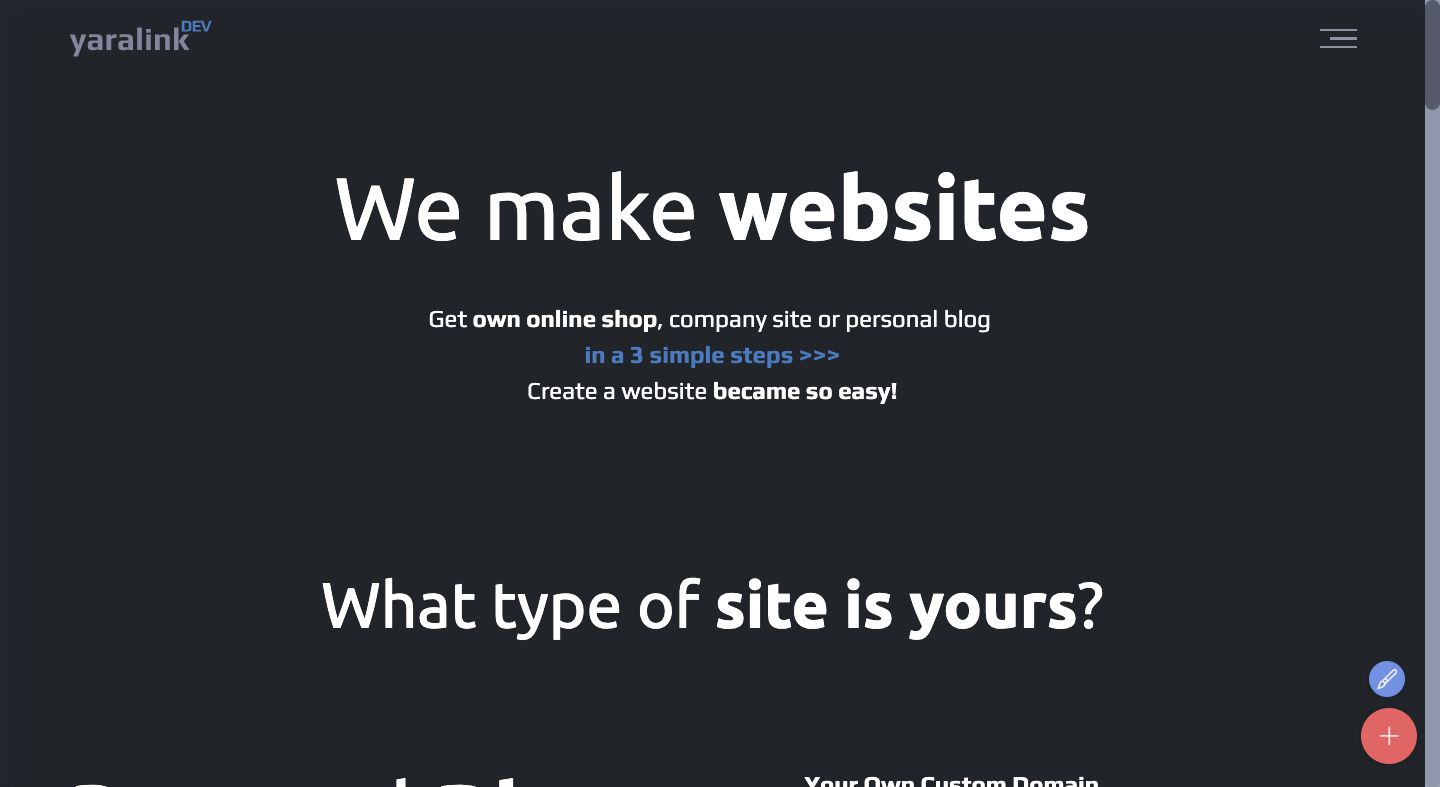 yaralink DEV
We make websites
Get own online shop, company site or personal blog
in a 3 simple steps >>>
Create a website became so easy!
What type of site is yours?
Your Own Custom Domain